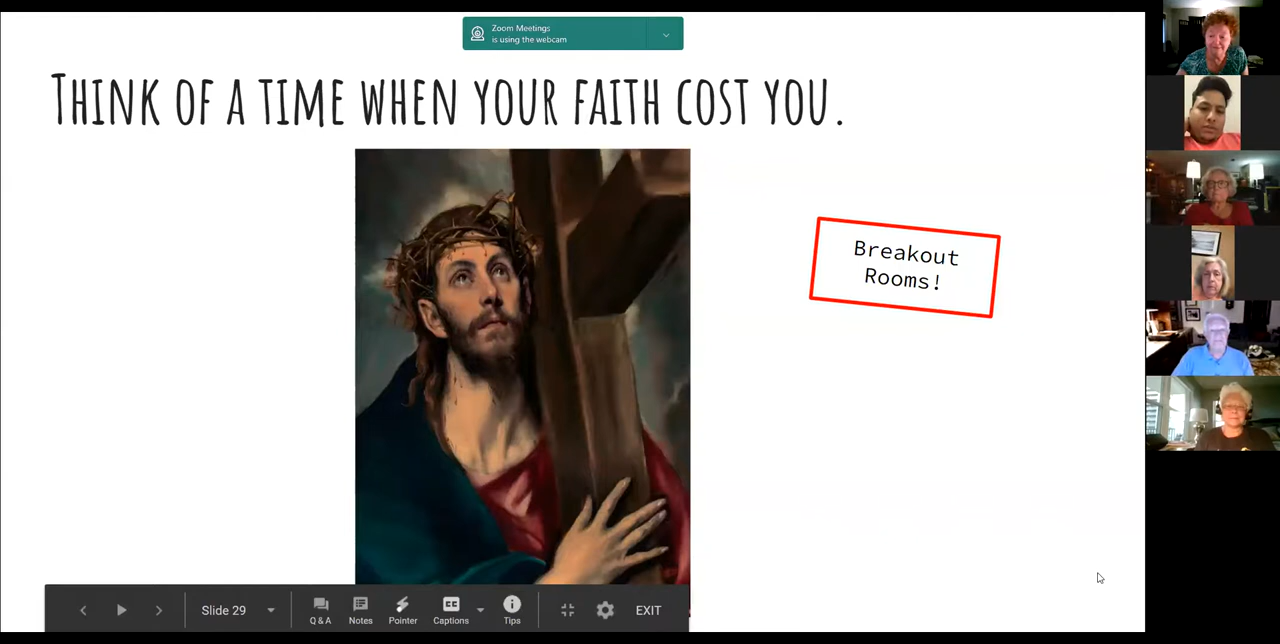 Zoom Meetings
is using the webcam
Think of a time when your faith cost you.
Breakout
Rooms!
Slide 29
Q & A
Notes
Pointer
CC
Captions
Tips
EXIT